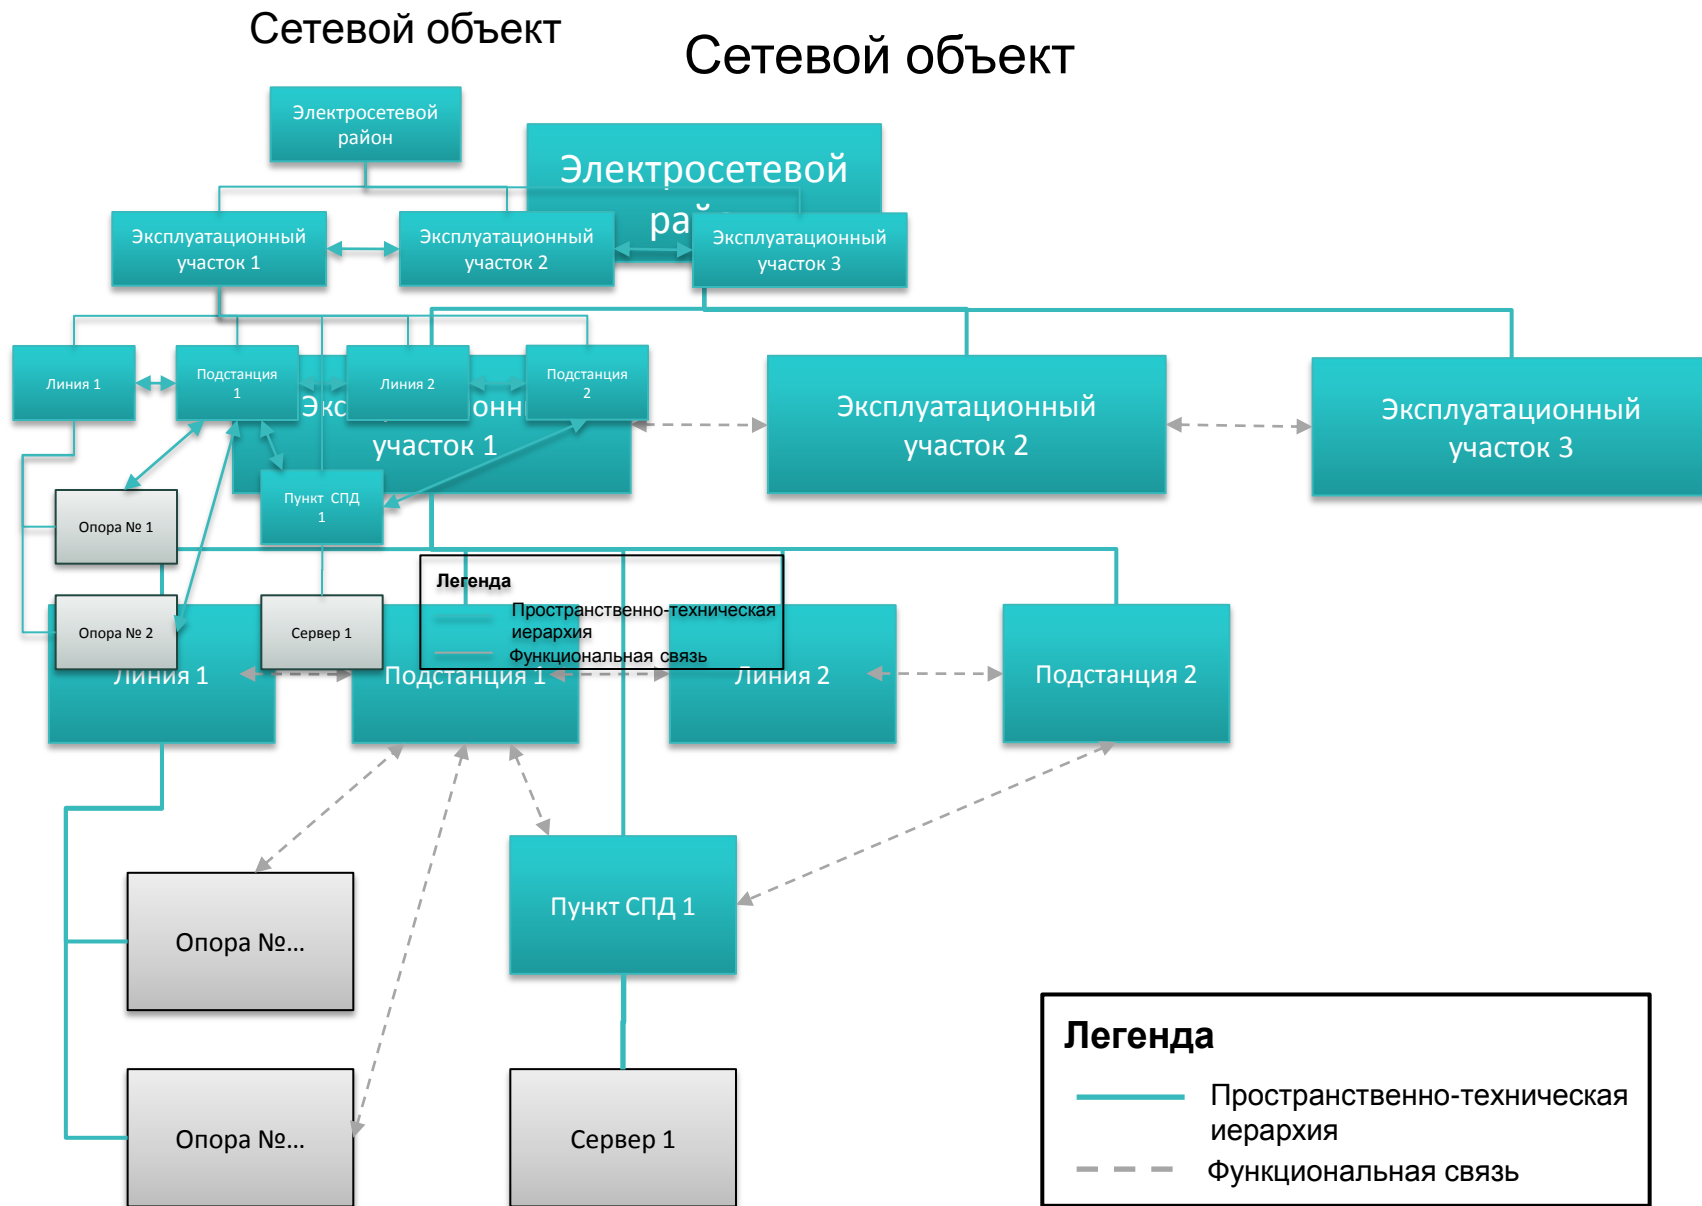 Сетевой объект
Сетевой объект
Электросетевой
район
Электросетевой
Эксплуатационный
участок 1
Эксплуатационный
участок 2
Эксплуатационный
участок 3
Линия 1
Подстанция
1
Линия 2
Подстанция
2
участок 1
Эксплуатационный
участок 2
Эксплуатационный
участок 3
Пункт СПД
1
Опора № 1
Опора № 2
Сервер 1
Легенда
Пространственно-техническая
иерархия
Функциональная связь
Линия 1
Подстанция 1
Линия 2
Подстанция 2
Пункт СПД 1
Опора №...
Опора №...
Сервер 1
Легенда
Пространственно-техническая
иерархия
Функциональная связь